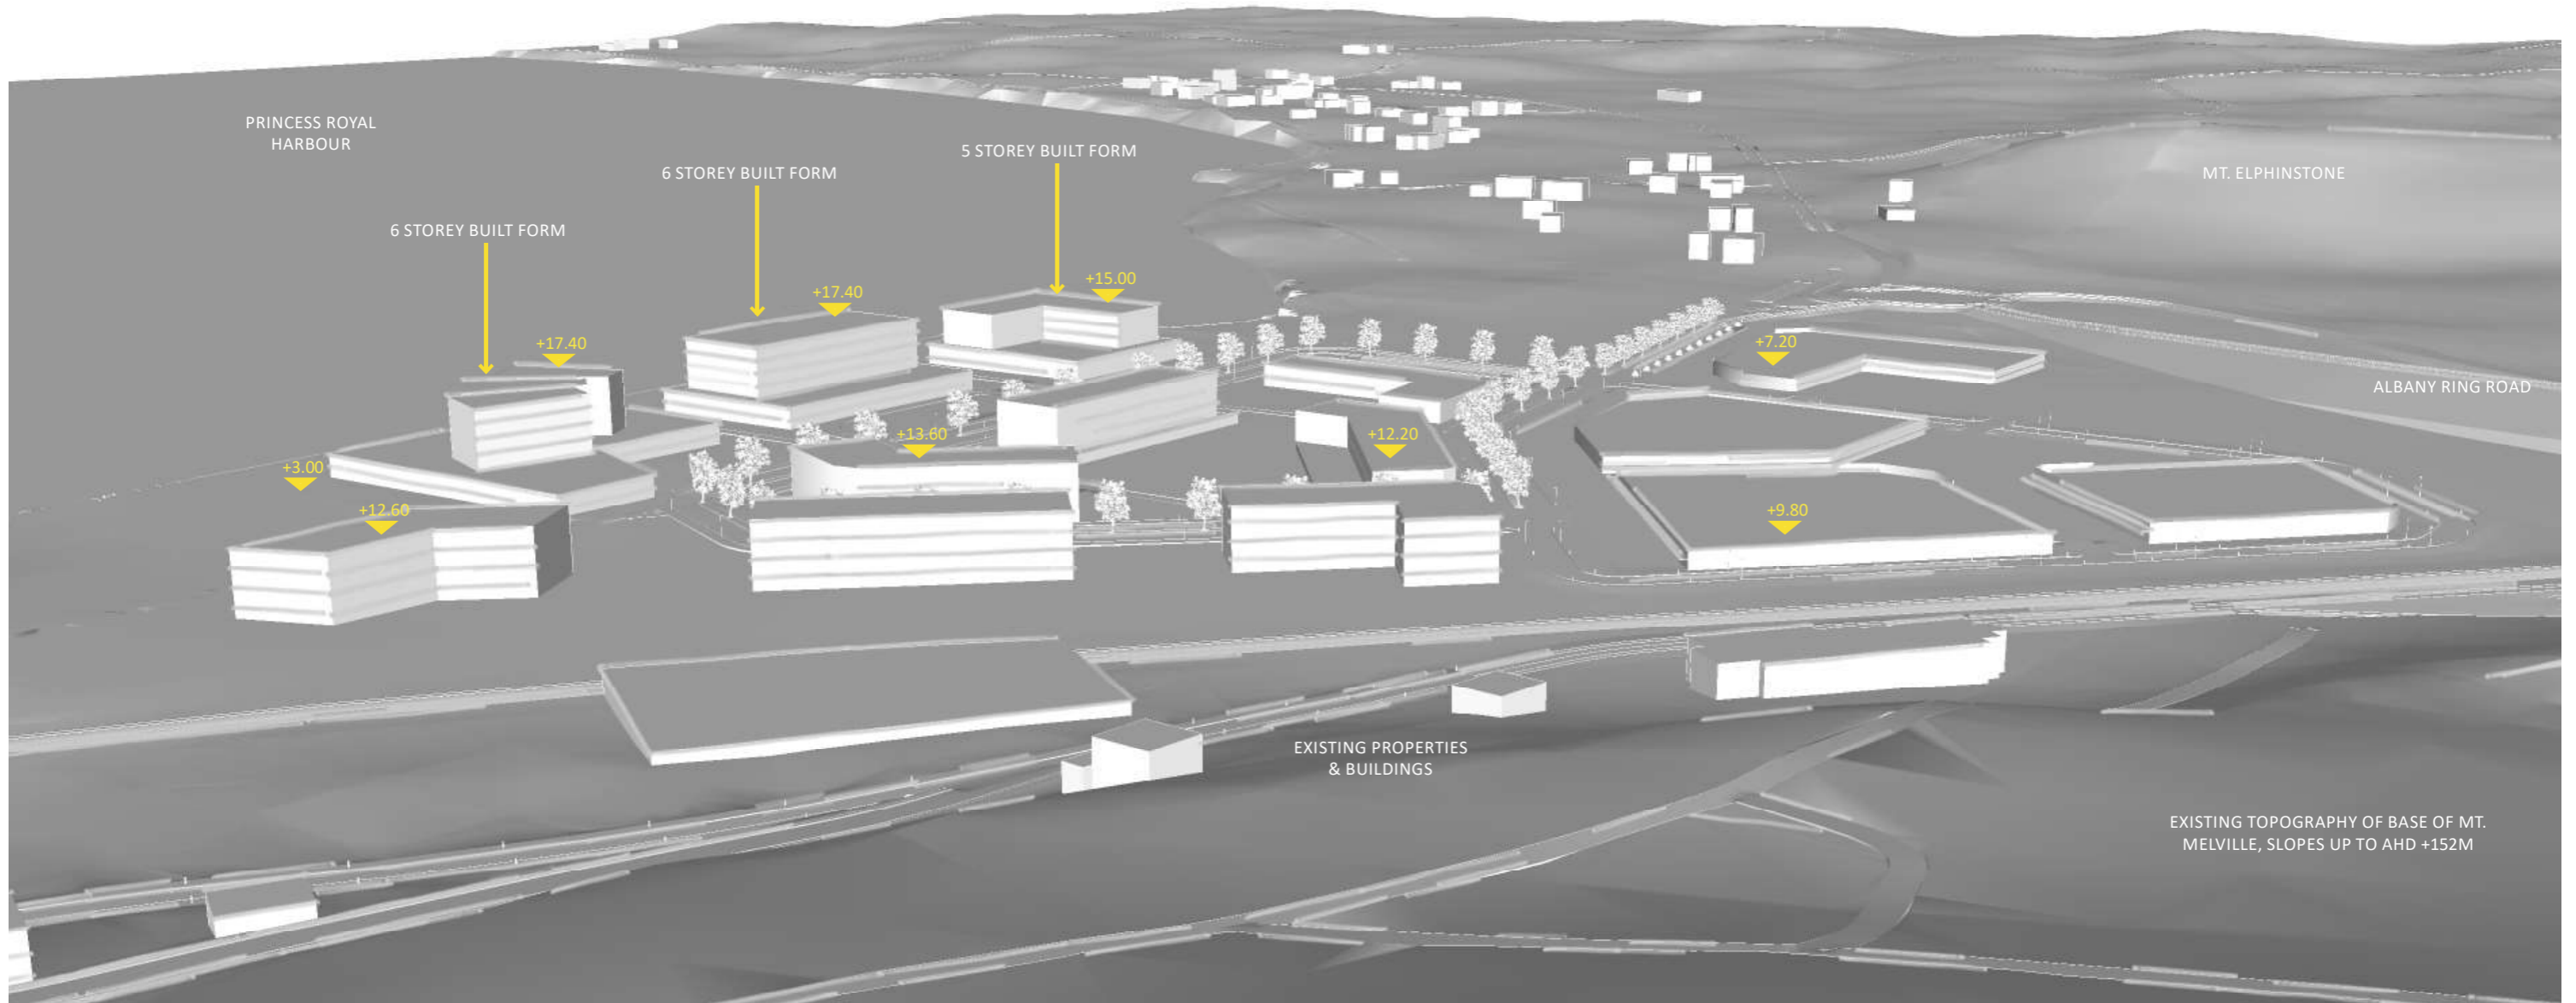 PRINCESS ROYAL
HARBOUR
5 STOREY BUILT FORM
6 STOREY BUILT FORM
MT. ELPHINSTONE
6 STOREY BUILT FORM
+15.00
+17.40
+17.40
+7.20
ALBANY RING ROAD
+13.60
+12.20
+3.00
+12.60
+9.80
EXISTING PROPERTIES
& BUILDINGS
EXISTING TOPOGRAPHY OF BASE OF MT.
MELVILLE, SLOPES UP TO AHD +152M